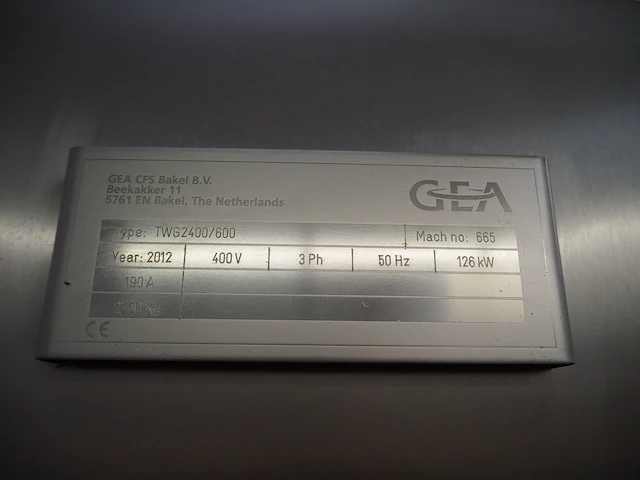 GEA CFS Bakel B.V.
Beekakker 11
5761 EN Bakel, The Netherlands
GEA
Type: TWG2400/600 Mach no: 665
Year: 2012 400 V 3 Ph 50 Hz 126 kW
190 A
CE